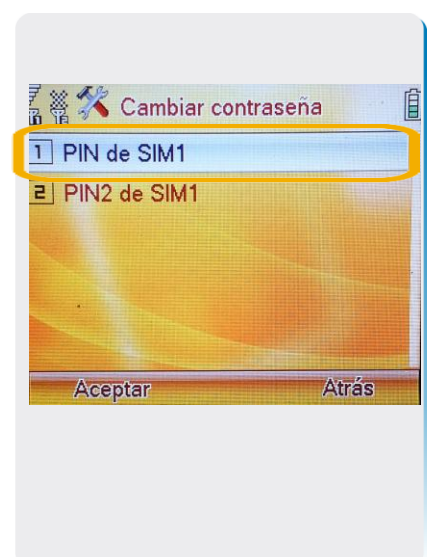 Cambiar contraseña
1 PIN de SIM1
2 PIN2 de SIM1
Aceptar
Atrás